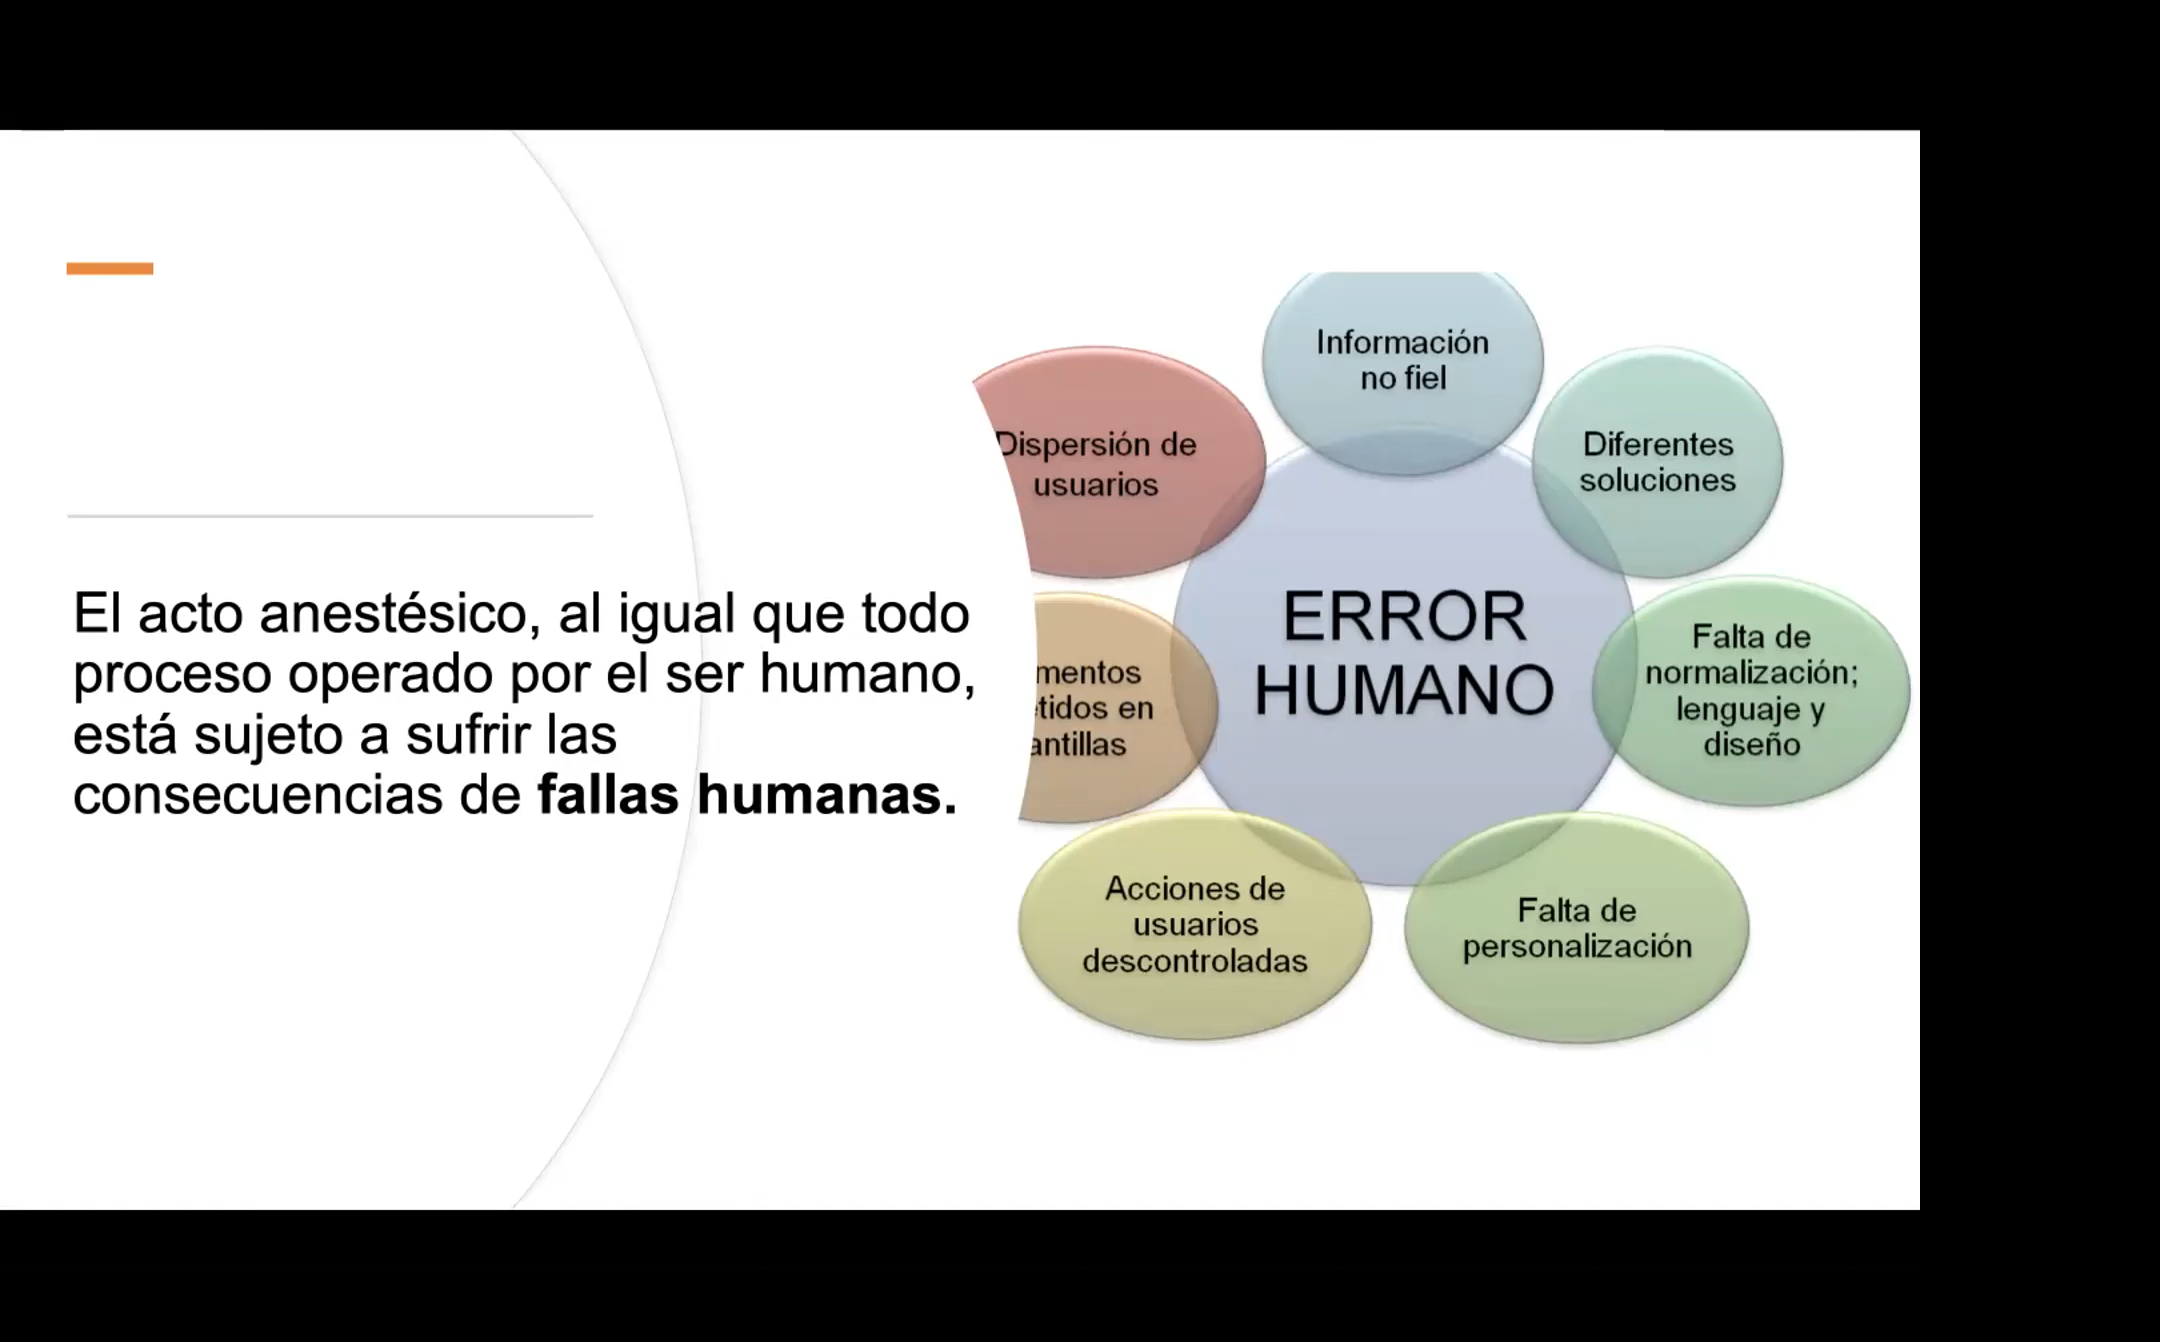 El acto anestésico, al igual que todo
proceso operado por el ser humano,
está sujeto a sufrir las
consecuencias de fallas humanas.
Información
no fiel
Diferentes
soluciones
Falta de
normalización;
lenguaje y
diseño
Falta de
personalización
Acciones de
usuarios
descontroladas
en
Dispersión de
usuarios
ERROR
HUMANO